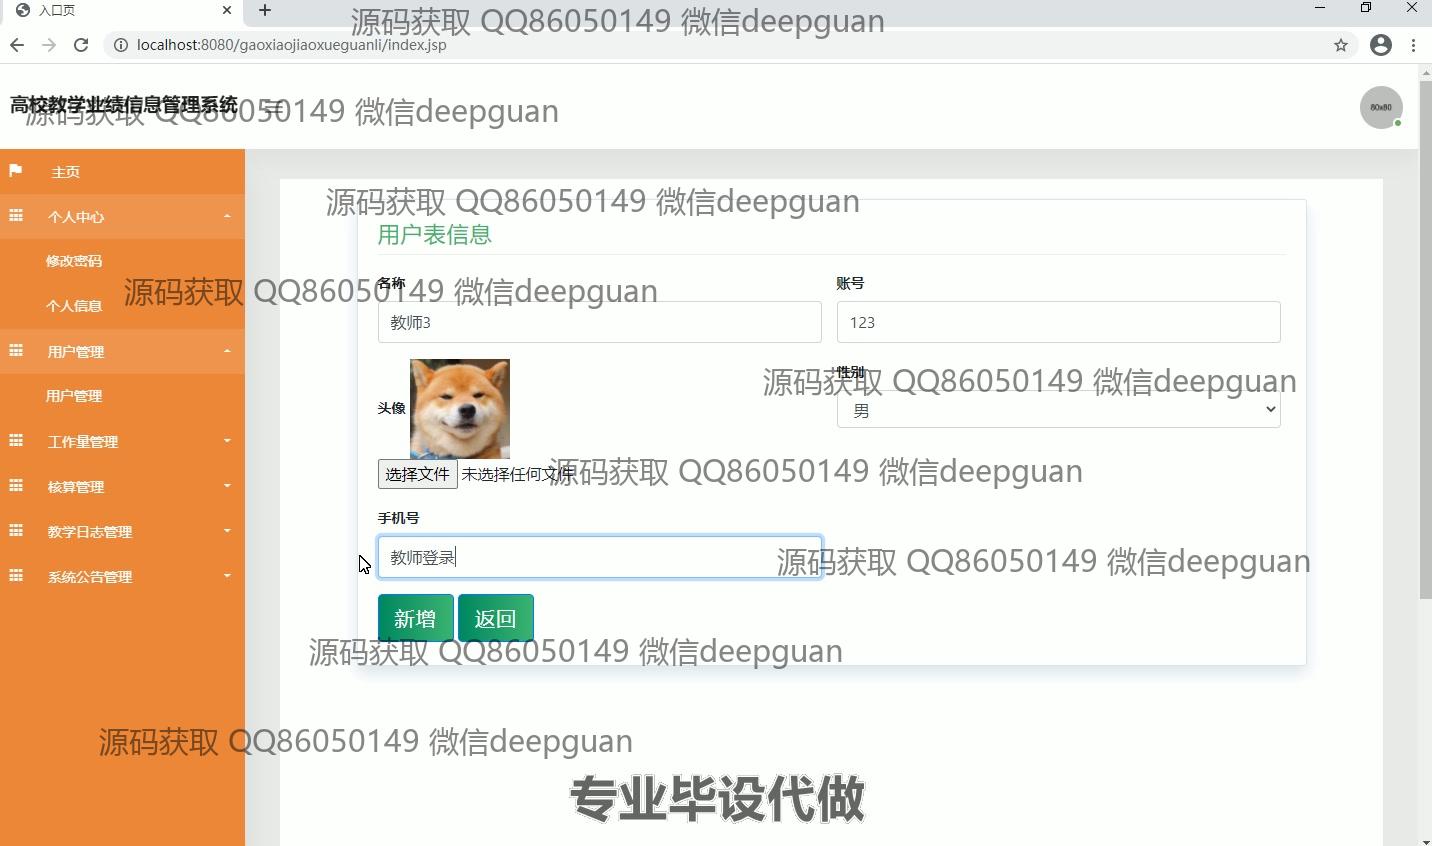 入口页
源码获取 QQ86050149 微信deepguan
localhost:8080/gaoxiaojiaoxueguanli/index.jsp
高校教学业绩信息管理系统
源码获取 QQ86050149 微信deepguan
80x80
主页
个人中心
修改密码
个人信息
用户管理
用户管理
工作量管理
核算管理
教学日志管理
系统公告管理
源码获取 QQ86050149 微信deepguan
用户表信息
源码获取 QQ86050149 微信deepguan
名称
账号
教师3
123
头像
性别
源码获取 QQ86050149 微信deepguan
男
选择文件 未选择任何文件
源码获取 QQ86050149 微信deepguan
手机号
教师登录
源码获取 QQ86050149 微信deepguan
新增 返回
源码获取 QQ86050149 微信deepguan
源码获取 QQ86050149 微信deepguan
专业毕设代做